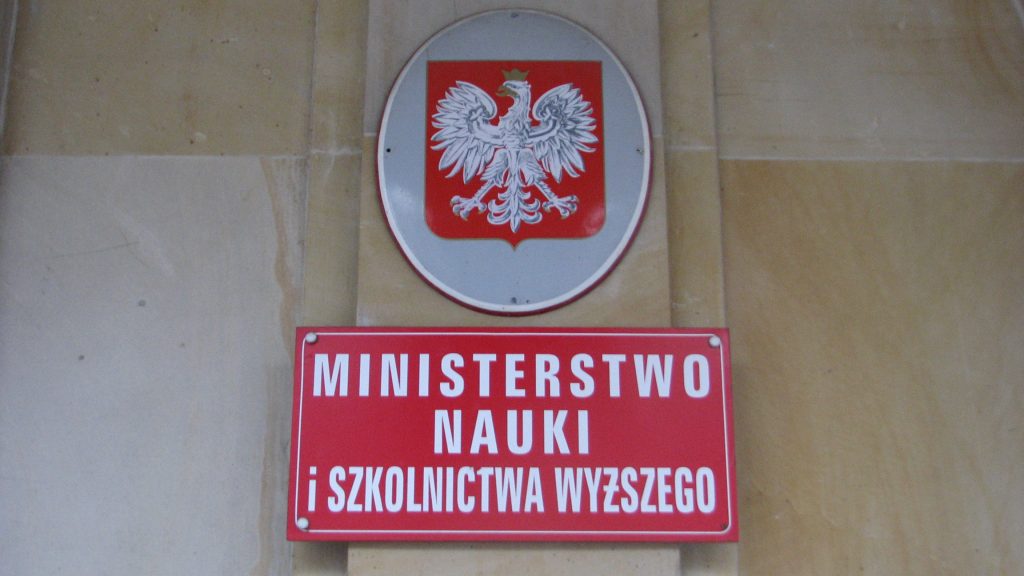 MINISTERSTWO
NAUKI
i SZKOLNICTWA WYŻSZEGO